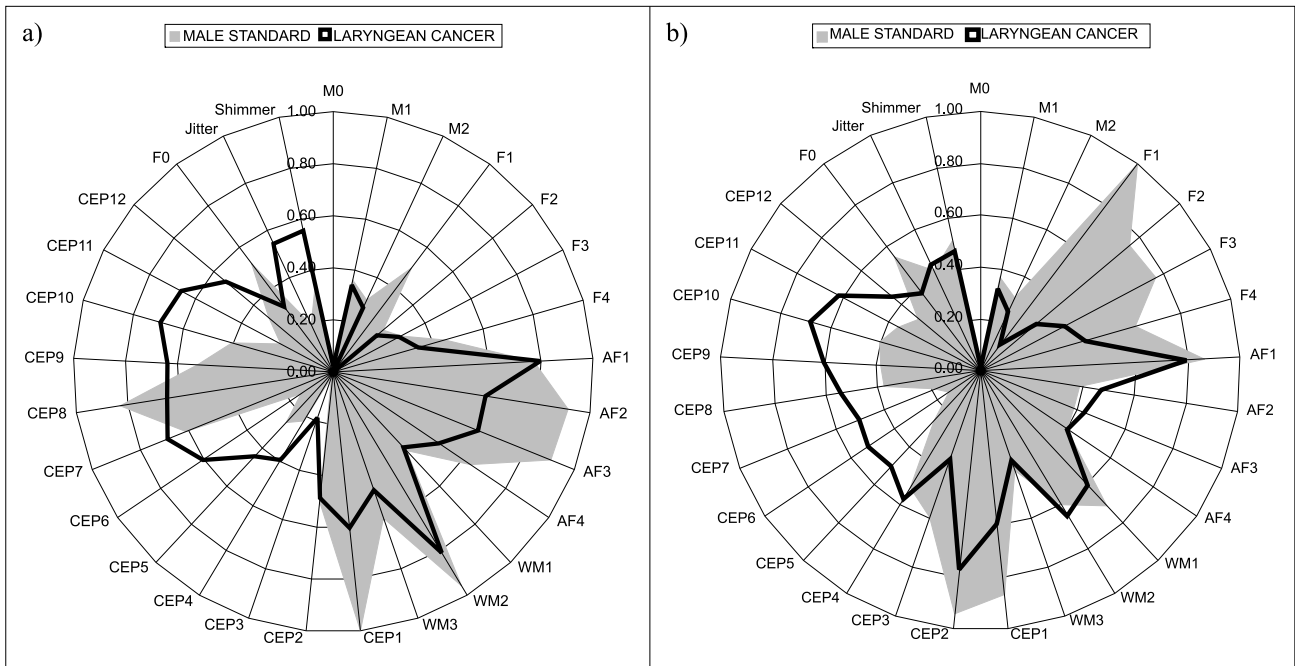 a)
MALE STANDARD LARYNGEAN CANCER
M0
M1
M2
F1
F2
F3
F4
AF1
AF2
AF3
AF4
WM1
WM2
WM3
CEP1
CEP2
CEP3
CEP4
CEP5
CEP6
CEP7
CEP8
CEP9
CEP10
CEP11
CEP12
F0
Jitter
Shimmer
1.00
0.80
0.60
0.40
0.20
0.00
b)
MALE STANDARD LARYNGEAN CANCER
M0
M1
M2
F1
F2
F3
F4
AF1
AF2
AF3
AF4
WM1
WM2
WM3
CEP1
CEP2
CEP3
CEP4
CEP5
CEP6
CEP7
CEP8
CEP9
CEP10
CEP11
CEP12
F0
Jitter
Shimmer
1.00
0.80
0.60
0.40
0.20
0.00